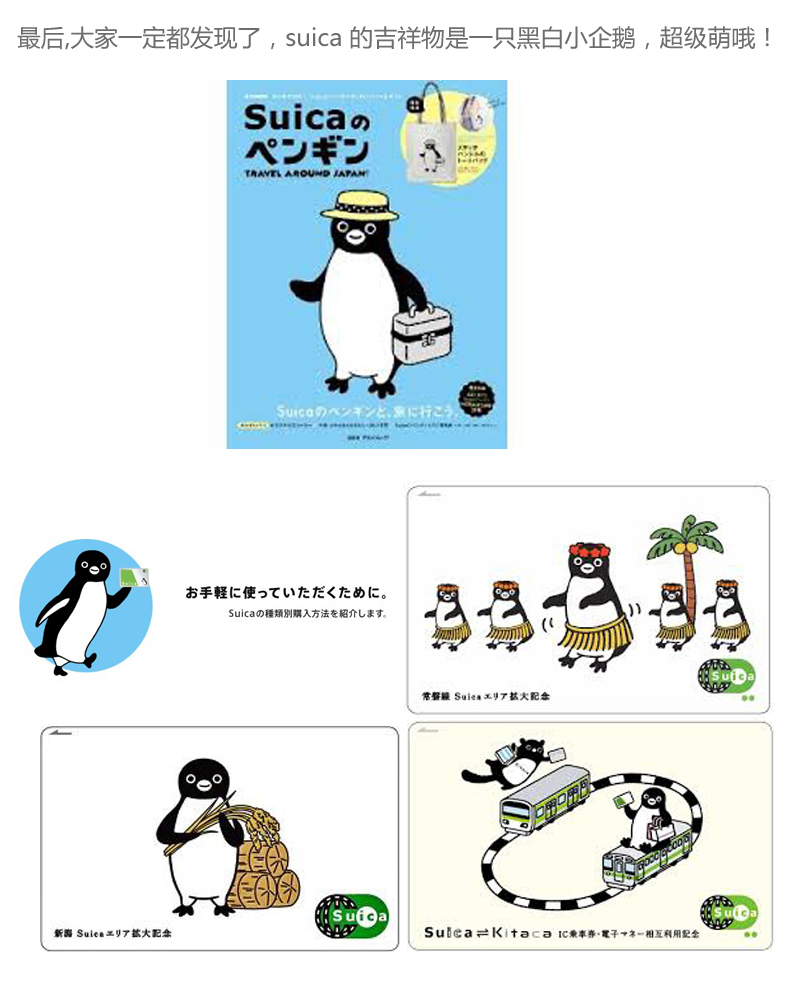 最后,大家一定都发现了，suica 的吉祥物是一只黑白小企鹅，超级萌哦！
Suicaの
ペンギン
TRAVEL AROUND JAPAN!
Suicaのペンギンと、旅に行こう。
お手軽に使っていただくために。
Suicaの種類別購入方法を紹介します。
Suica
常磐線 Suicaエリア拡大記念
Suica
新潟 Suicaエリア拡大記念
Suica
Suica⇌Kitaca IC乗車券・電子マネー相互利用記念